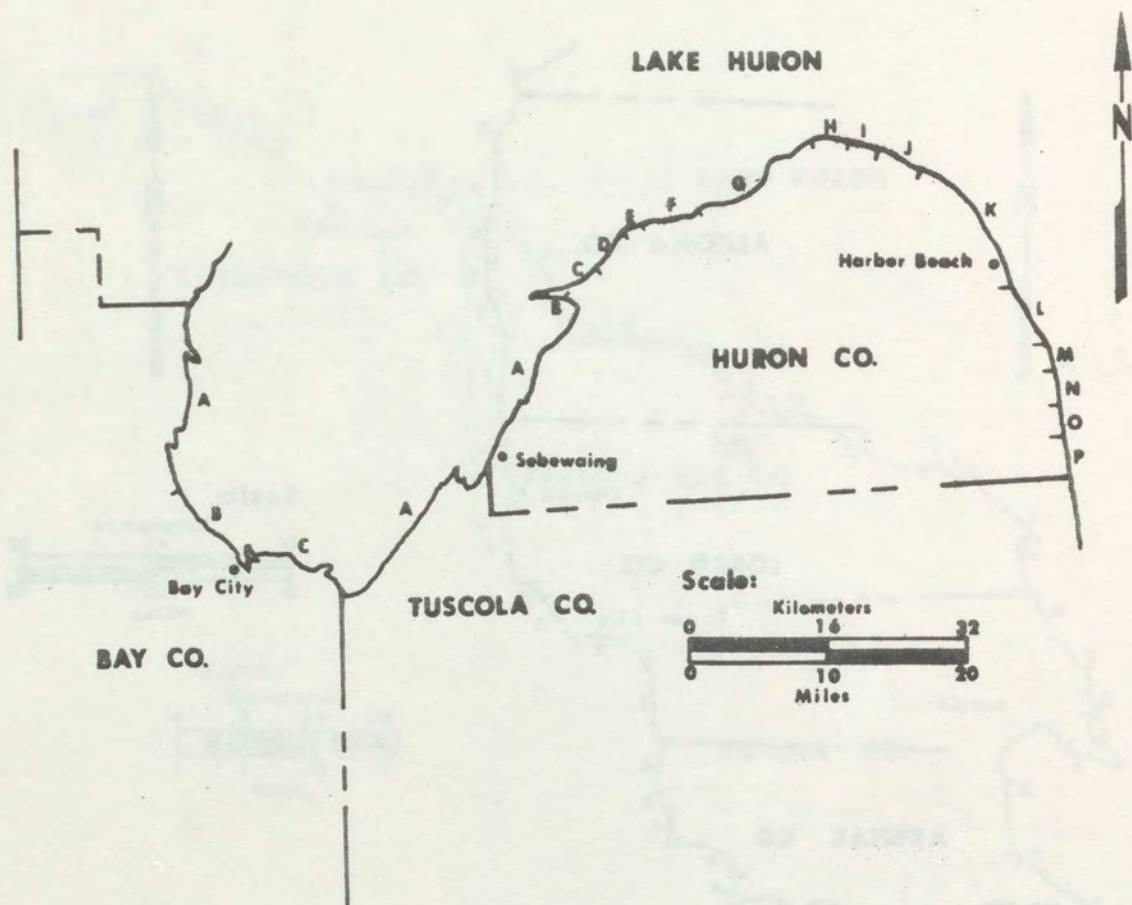 LAKE HURON
N
H
I
J
G
K
F
E
D
C
B
Harbor Beach
L
HURON CO.
M
A
N
O
P
A
Sebewaing
B
A
C
Bay City
TUSCOLA CO.
BAY CO.
Scale:
Kilometers
0 16 32
0 10 20
Miles